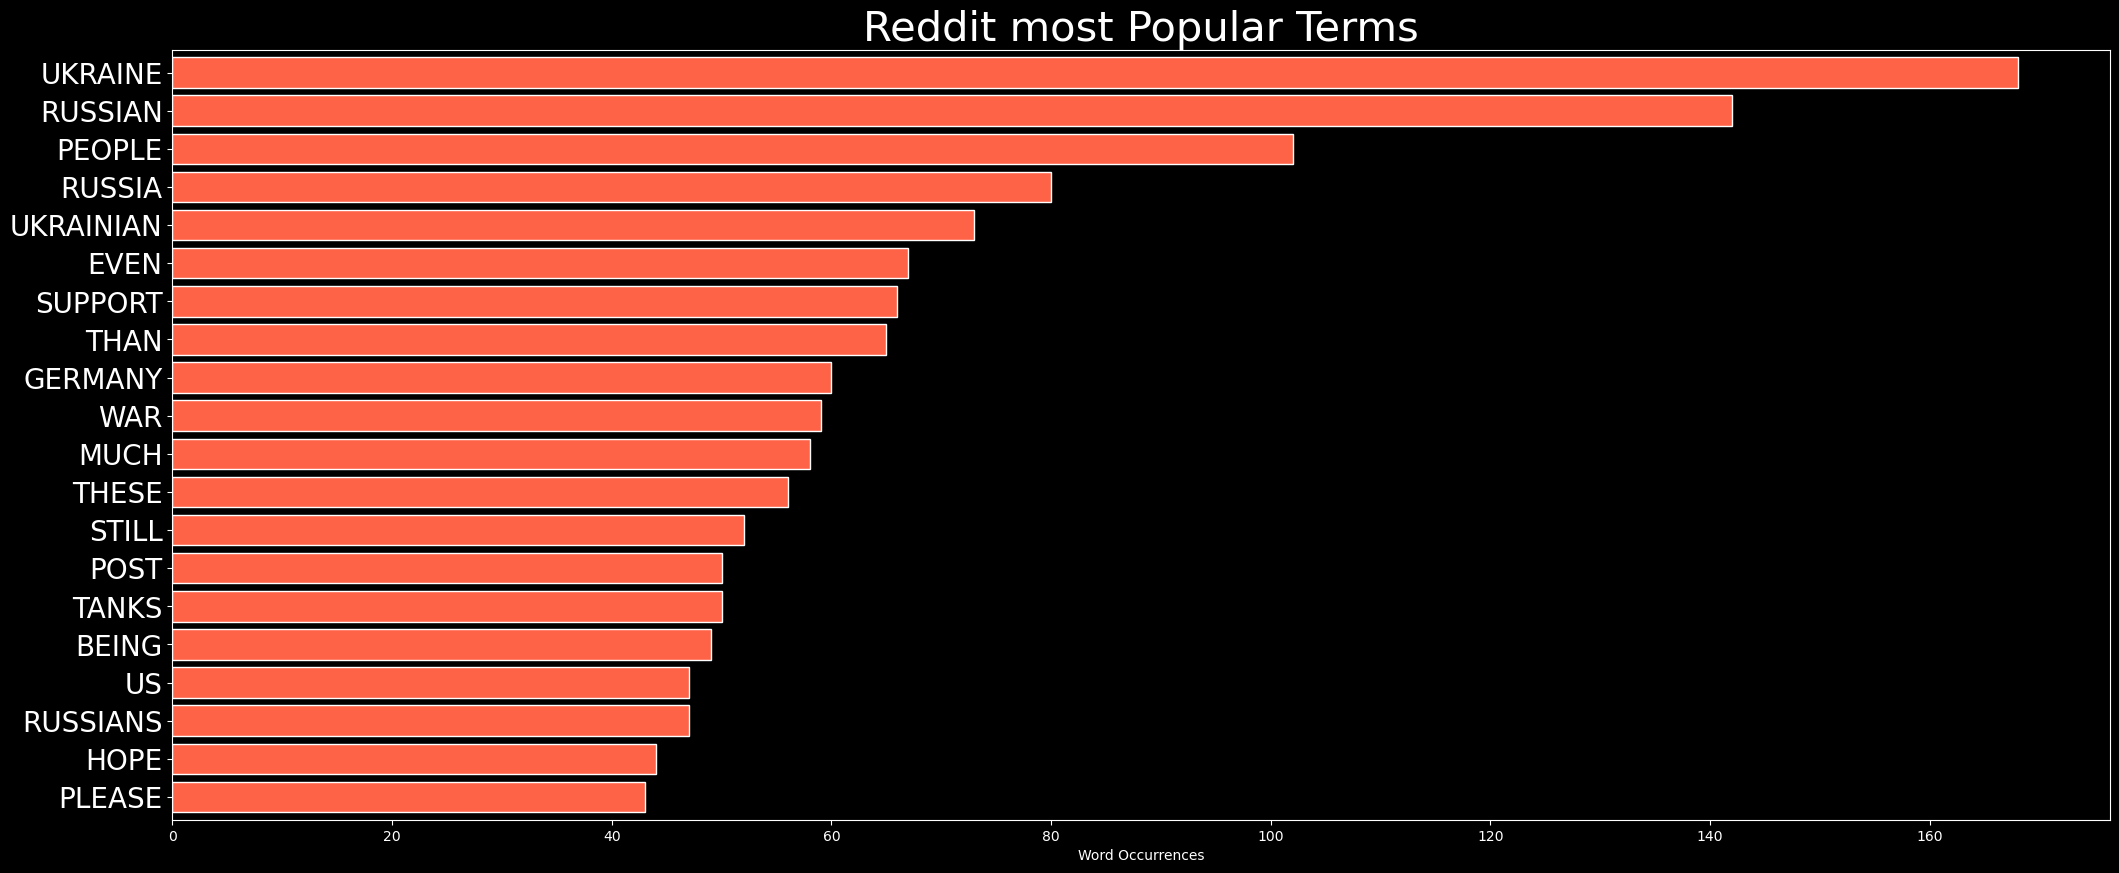 Reddit most Popular Terms
UKRAINE
RUSSIAN
PEOPLE
RUSSIA
UKRAINIAN
EVEN
SUPPORT
THAN
GERMANY
WAR
MUCH
THESE
STILL
POST
TANKS
BEING
US
RUSSIANS
HOPE
PLEASE
0 20 40 60 80 100 120 140 160
Word Occurrences